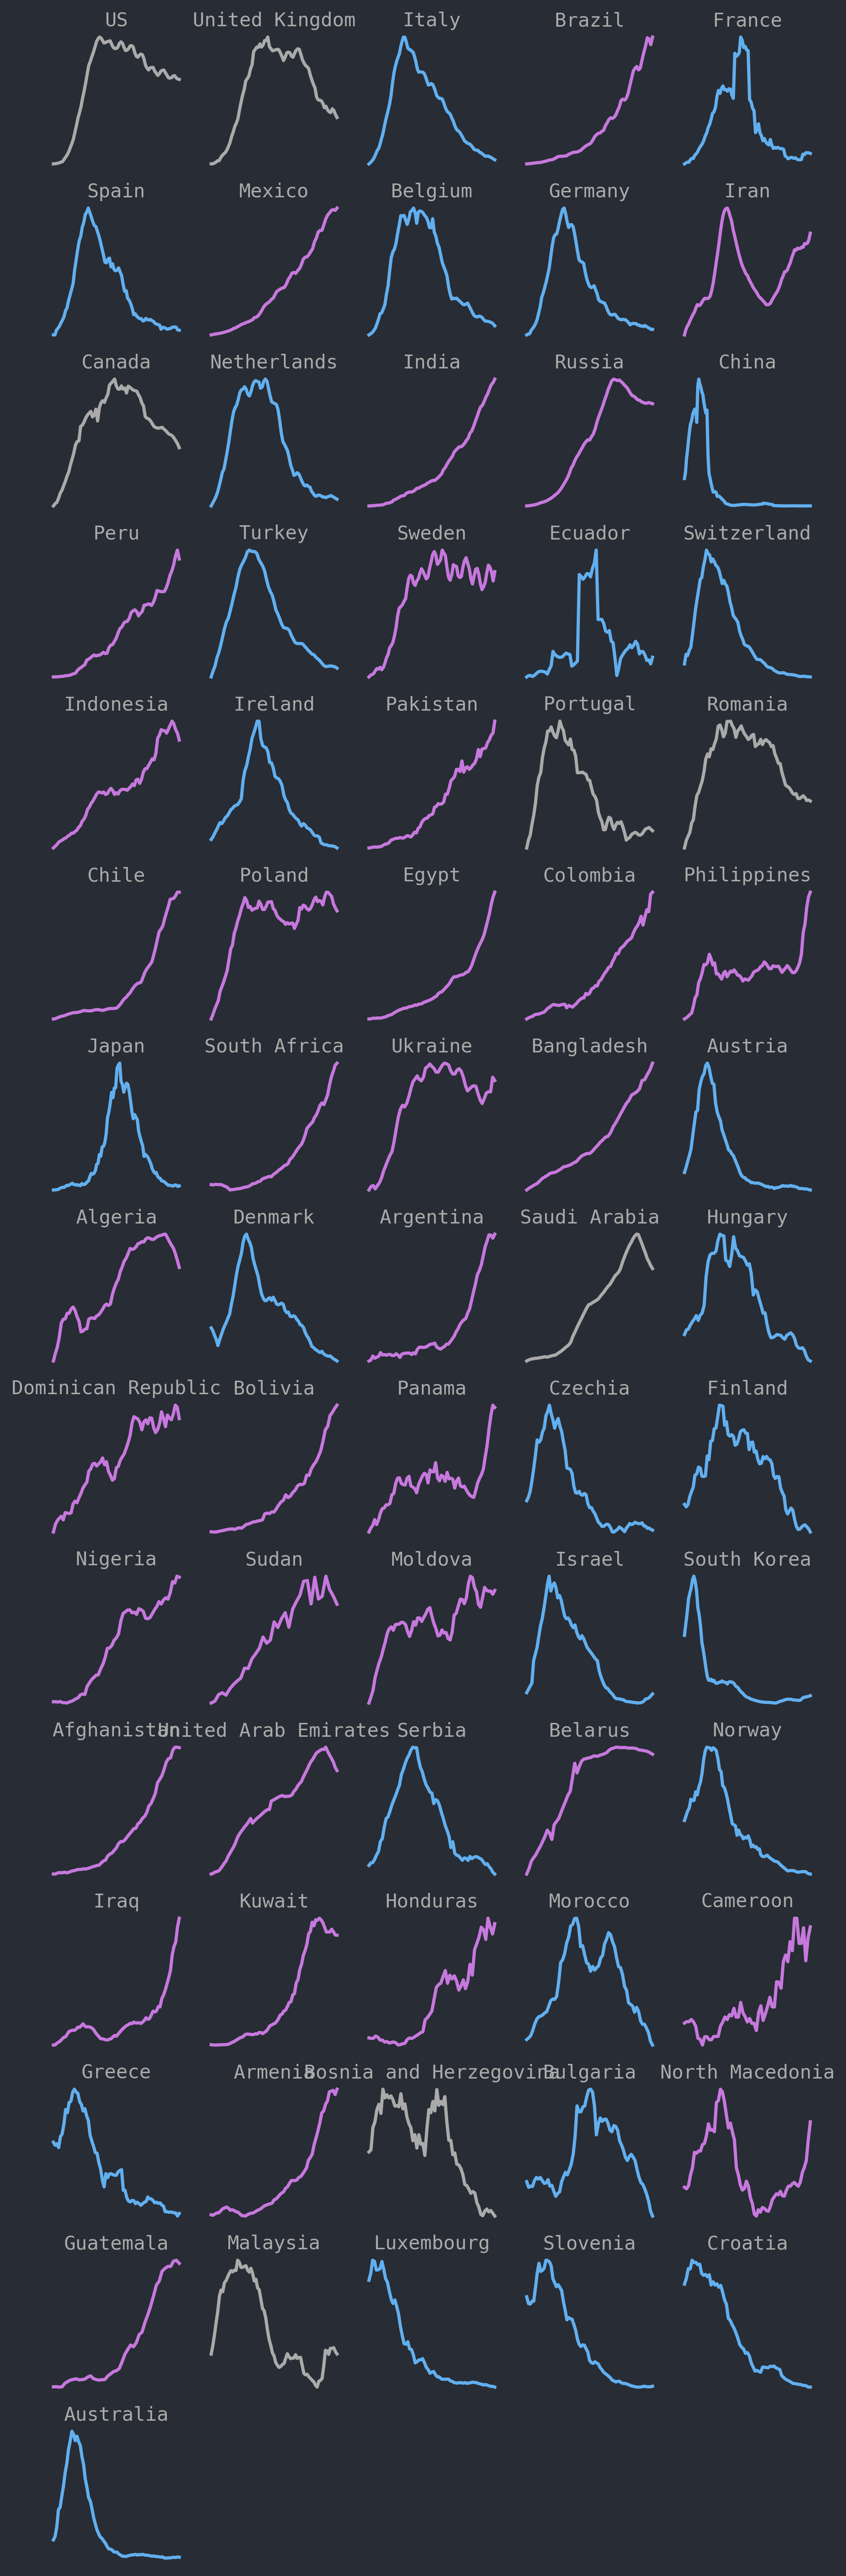 US United Kingdom Italy Brazil France
Spain Mexico Belgium Germany Iran
Canada Netherlands India Russia China
Peru Turkey Sweden Ecuador Switzerland
Indonesia Ireland Pakistan Portugal Romania
Chile Poland Egypt Colombia Philippines
Japan South Africa Ukraine Bangladesh Austria
Algeria Denmark Argentina Saudi Arabia Hungary
Dominican Republic Bolivia Panama Czechia Finland
Nigeria Sudan Moldova Israel South Korea
Afghanistan United Arab Emirates Serbia Belarus Norway
Iraq Kuwait Honduras Morocco Cameroon
Greece Armenia Bosnia and Herzegovina Bulgaria North Macedonia
Guatemala Malaysia Luxembourg Slovenia Croatia
Australia